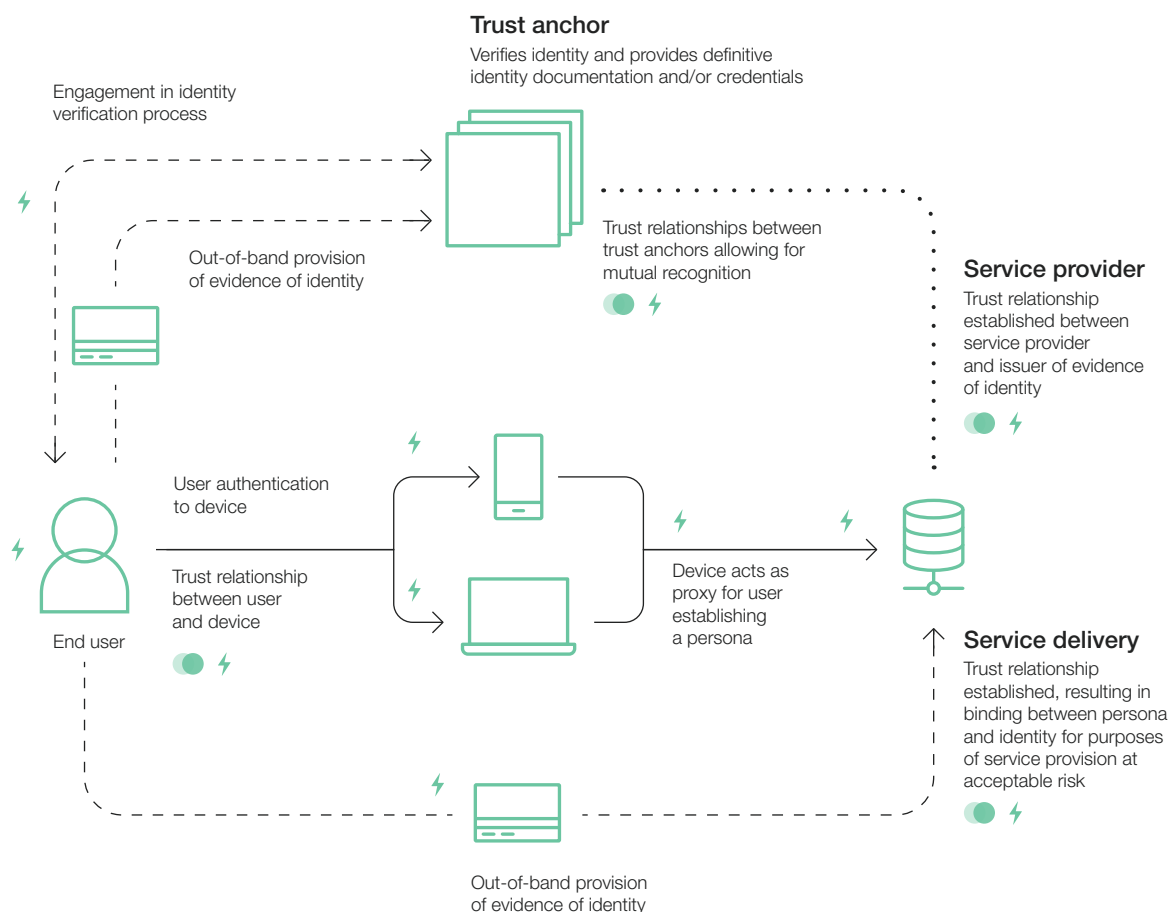 Trust anchor
Verifies identity and provides definitive
identity documentation and/or credentials
Engagement in identity
verification process
Out-of-band provision
of evidence of identity
Trust relationships between
trust anchors allowing for
mutual recognition
Service provider
Trust relationship
established between
service provider
and issuer of evidence
of identity
User authentication
to device
Trust relationship
between user
and device
End user
Device acts as
proxy for user
establishing
a persona
Service delivery
Trust relationship
established, resulting in
binding between persona
and identity for purposes
of service provision at
acceptable risk
Out-of-band provision
of evidence of identity